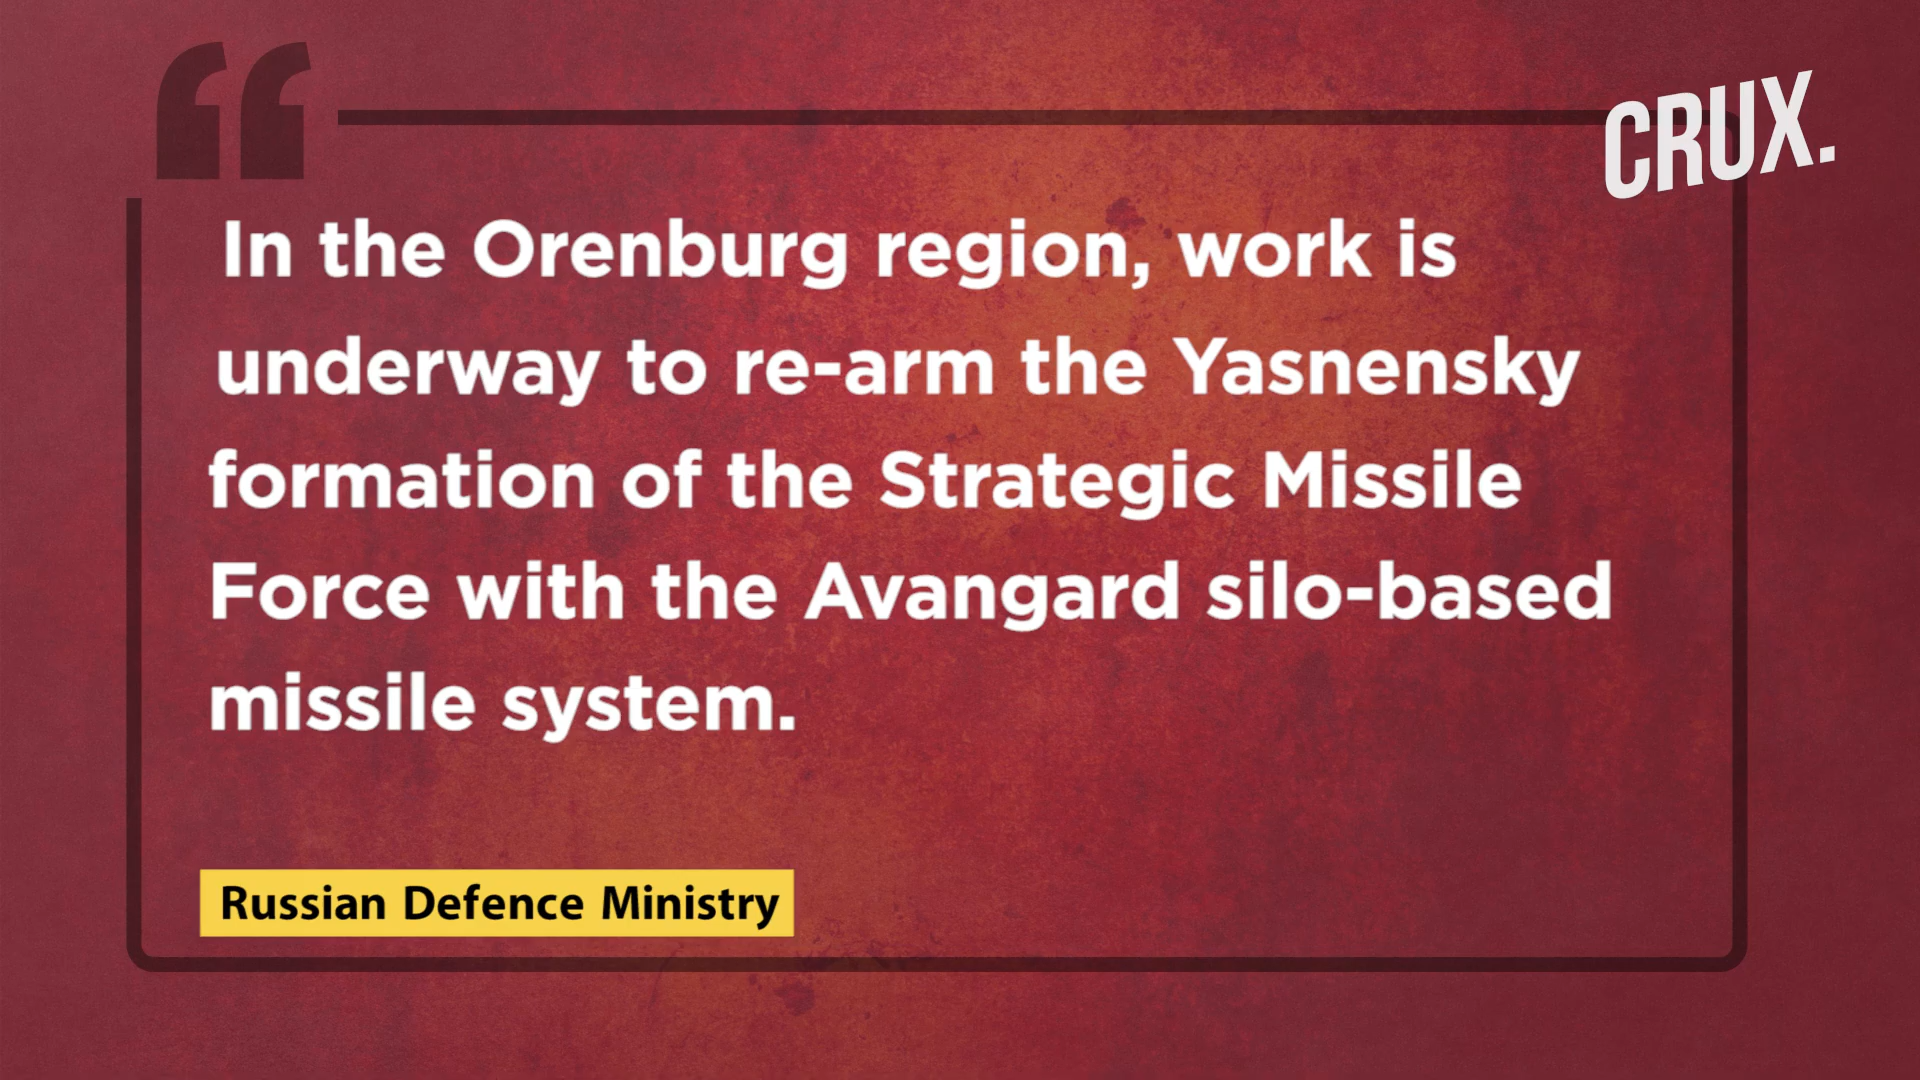 CRUX.
“
In the Orenburg region, work is
underway to re-arm the Yasnensky
formation of the Strategic Missile
Force with the Avangard silo-based
missile system.
Russian Defence Ministry